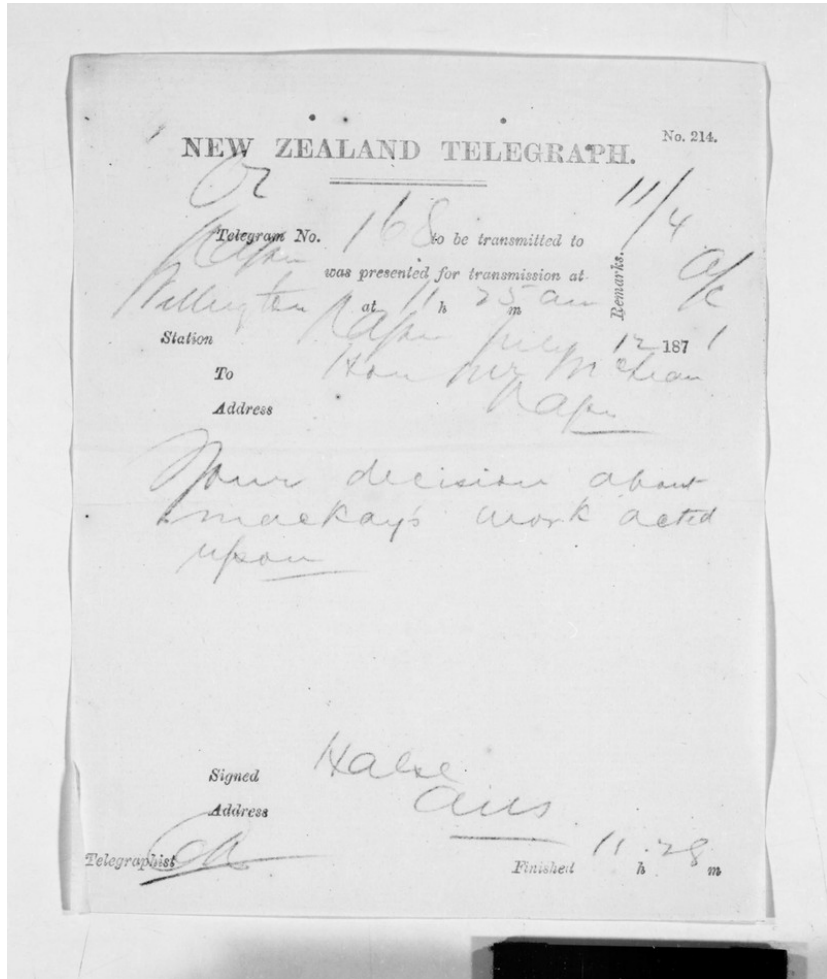 No. 214.
NEW ZEALAND TELEGRAPH.
11/4
Telegram No. 168 to be transmitted to
Napier was presented for transmission at
Remarks.
Wellington at 11 h 25 am m
Station Napier July 12 1871
To Hon Mr McLean
Address Napier
Your decision about
mackay's work acted
upon
Signed Halse
Address
Telegraphist
Finished 11 h 28 m